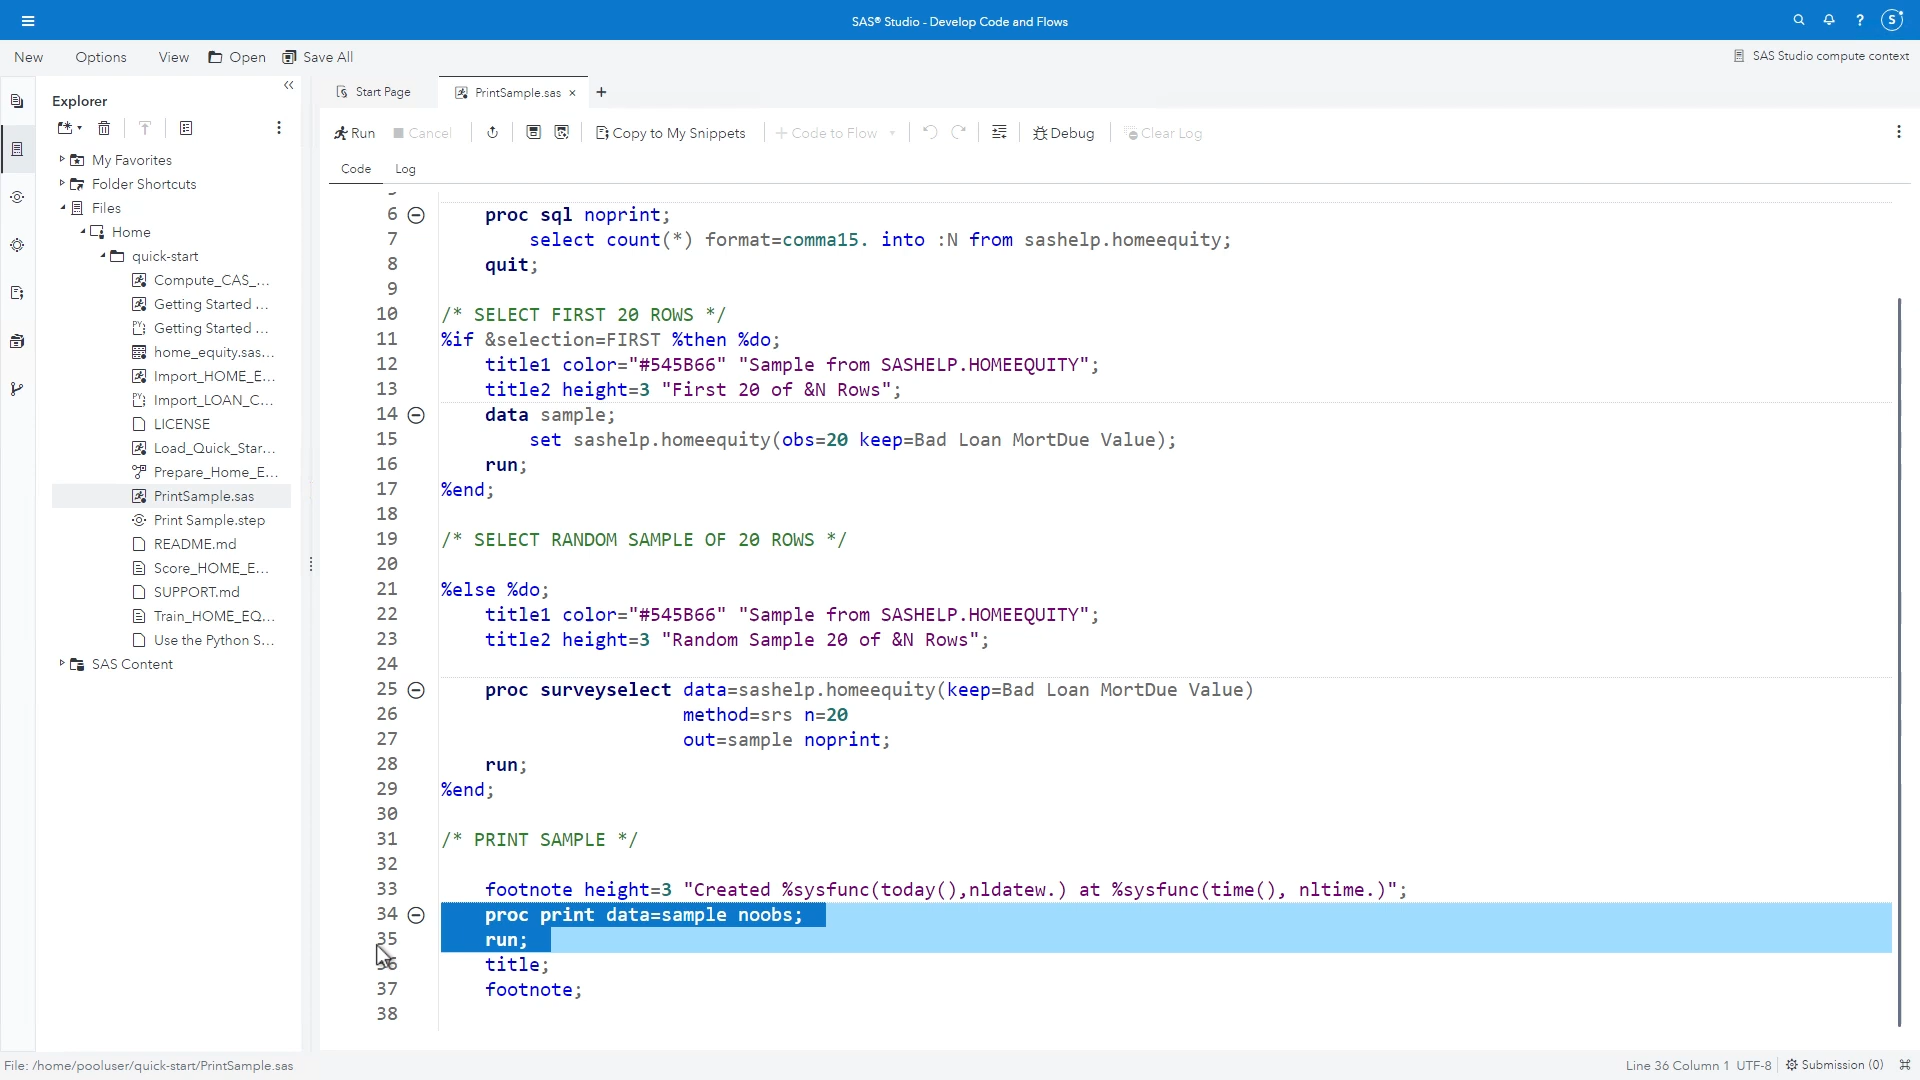 SAS® Studio - Develop Code and Flows
S
New Options View Open Save All
SAS Studio compute context
Explorer
Start Page
PrintSample.sas
Run Cancel Copy to My Snippets Code to Flow Debug Clear Log
Code Log
My Favorites
Folder Shortcuts
Files
Home
quick-start
Compute_CAS_...
Getting Started ...
Getting Started ...
home_equity.sas...
Import_HOME_E...
Import_LOAN_C...
LICENSE
Load_Quick_Star...
Prepare_Home_E...
PrintSample.sas
Print Sample.step
README.md
Score_HOME_E...
SUPPORT.md
Train_HOME_EQ...
Use the Python S...
SAS Content
6 proc sql noprint;
7 select count(*) format=comma15. into :N from sashelp.homeequity;
8 quit;
9
10 /* SELECT FIRST 20 ROWS */
11 %if &selection=FIRST %then %do;
12 title1 color="#545B66" "Sample from SASHELP.HOMEEQUITY";
13 title2 height=3 "First 20 of &N Rows";
14 data sample;
15 set sashelp.homeequity(obs=20 keep=Bad Loan MortDue Value);
16 run;
17 %end;
18
19 /* SELECT RANDOM SAMPLE OF 20 ROWS */
20
21 %else %do;
22 title1 color="#545B66" "Sample from SASHELP.HOMEEQUITY";
23 title2 height=3 "Random Sample 20 of &N Rows";
24
25 proc surveyselect data=sashelp.homeequity(keep=Bad Loan MortDue Value)
26 method=srs n=20
27 out=sample noprint;
28 run;
29 %end;
30
31 /* PRINT SAMPLE */
32
33 footnote height=3 "Created %sysfunc(today(),nldatew.) at %sysfunc(time(), nltime.)";
34 proc print data=sample noobs;
35 run;
36 title;
37 footnote;
38
File: /home/pooluser/quick-start/PrintSample.sas
Line 36 Column 1 UTF-8 Submission (0)